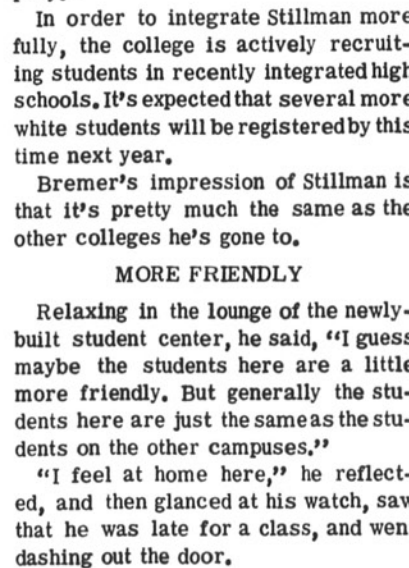 In order to integrate Stillman more
fully, the college is actively recruit-
ing students in recently integrated high
schools. It's expected that several more
white students will be registered by this
time next year.
Bremer's impression of Stillman is
that it's pretty much the same as the
other colleges he's gone to.
MORE FRIENDLY
Relaxing in the lounge of the newly-
built student center, he said, "I guess
maybe the students here are a little
more friendly. But generally the stu-
dents here are just the same as the stu-
dents on the other campuses."
"I feel at home here," he reflect-
ed, and then glanced at his watch, saw
that he was late for a class, and wen
dashing out the door.